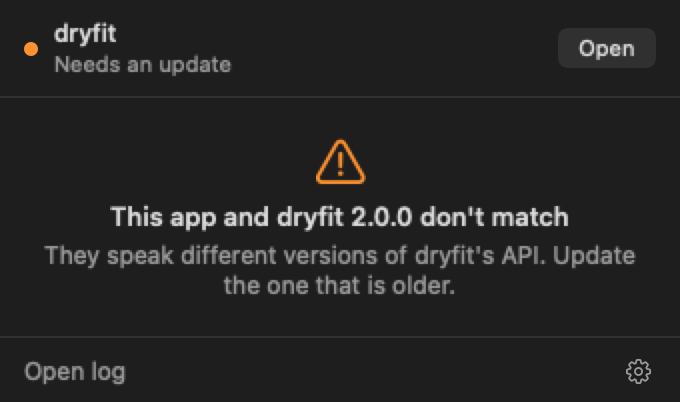 dryfit
Needs an update
Open
This app and dryfit 2.0.0 don't match
They speak different versions of dryfit's API. Update
the one that is older.
Open log